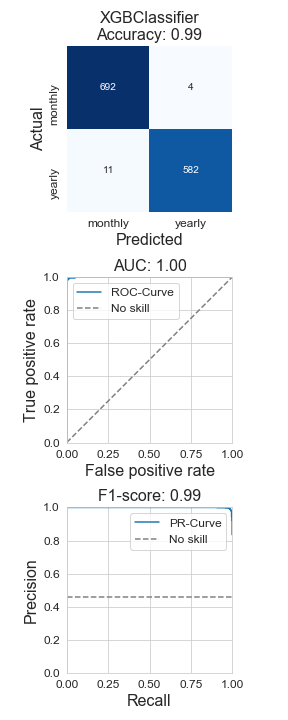 XGBClassifier
Accuracy: 0.99
Actual
monthly
692
4
yearly
11
582
monthly yearly
Predicted
AUC: 1.00
True positive rate
1.0
0.8
0.6
0.4
0.2
0.0
ROC-Curve
No skill
0.00 0.25 0.50 0.75 1.00
False positive rate
F1-score: 0.99
Precision
1.0
0.8
0.6
0.4
0.2
0.0
PR-Curve
No skill
0.00 0.25 0.50 0.75 1.00
Recall